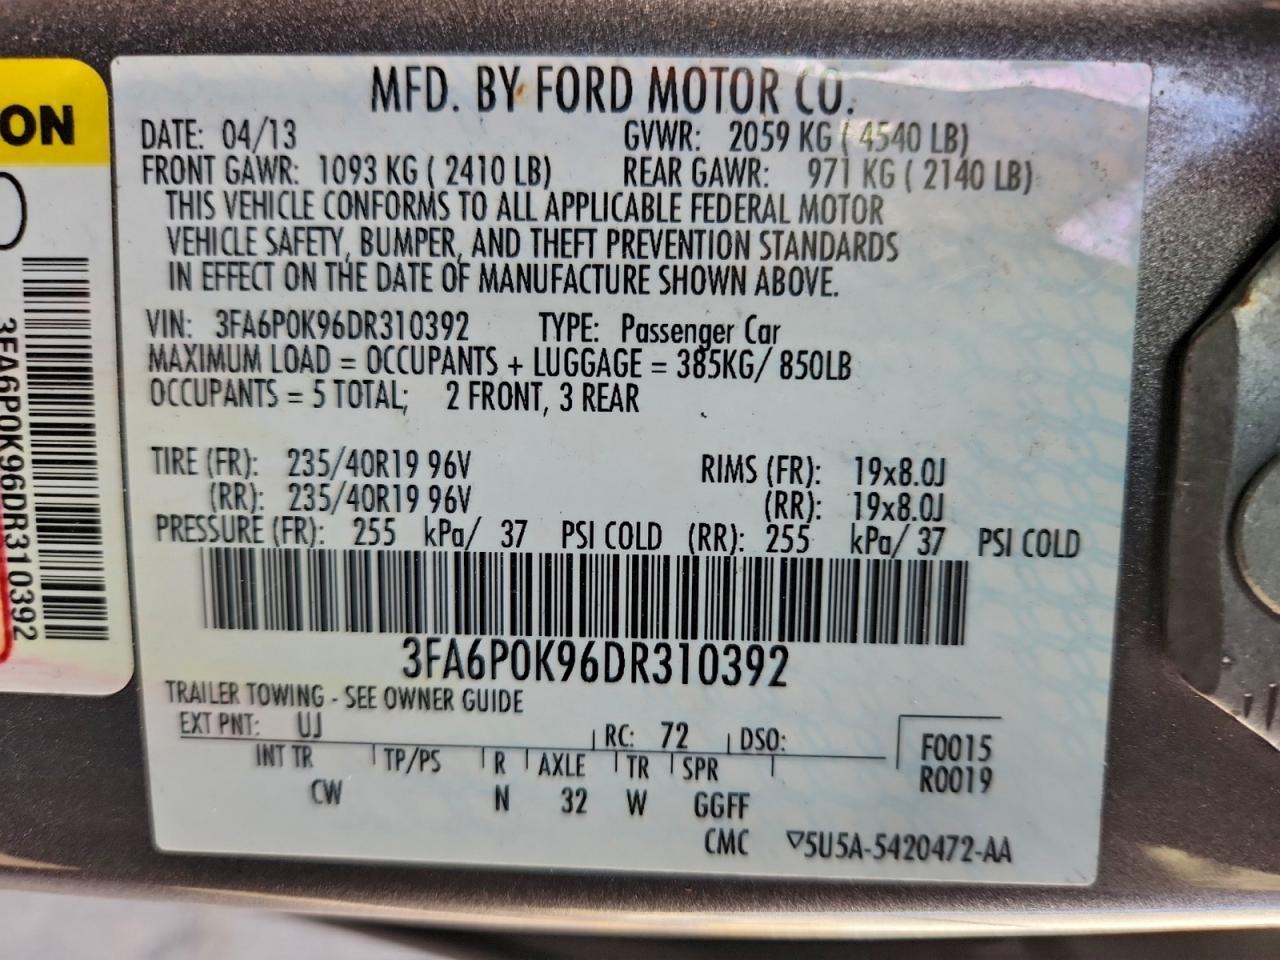 MFD. BY FORD MOTOR CO.
DATE: 04/13 GVWR: 2059 KG ( 4540 LB)
FRONT GAWR: 1093 KG ( 2410 LB) REAR GAWR: 971 KG ( 2140 LB)
THIS VEHICLE CONFORMS TO ALL APPLICABLE FEDERAL MOTOR
VEHICLE SAFETY, BUMPER, AND THEFT PREVENTION STANDARDS
IN EFFECT ON THE DATE OF MANUFACTURE SHOWN ABOVE.
VIN: 3FA6P0K96DR310392 TYPE: Passenger Car
MAXIMUM LOAD = OCCUPANTS + LUGGAGE = 385KG/ 850LB
OCCUPANTS = 5 TOTAL; 2 FRONT, 3 REAR
TIRE (FR): 235/40R19 96V RIMS (FR): 19x8.0J
(RR): 235/40R19 96V (RR): 19x8.0J
PRESSURE (FR): 255 kPa/ 37 PSI COLD (RR): 255 kPa/ 37 PSI COLD
3FA6P0K96DR310392
TRAILER TOWING - SEE OWNER GUIDE
EXT PNT: UJ RC: 72 DSO: F0015
INT TR TP/PS R AXLE TR SPR R0019
CW N 32 W GGFF
CMC ▽5U5A-5420472-AA
ON
3FA6P0K96DR310392